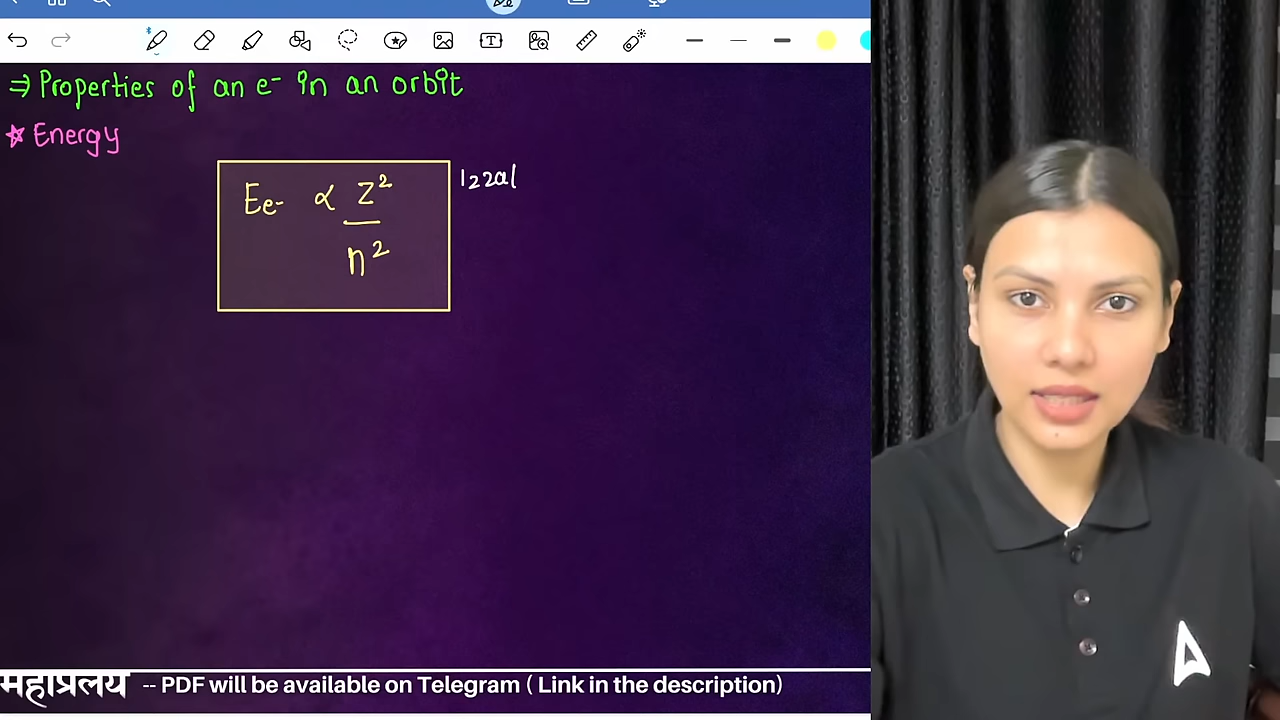 ⇒ Properties of an e⁻ in an orbit
☆ Energy
Ee⁻ ∝ Z²
n²
महाप्रलय -- PDF will be available on Telegram ( Link in the description)